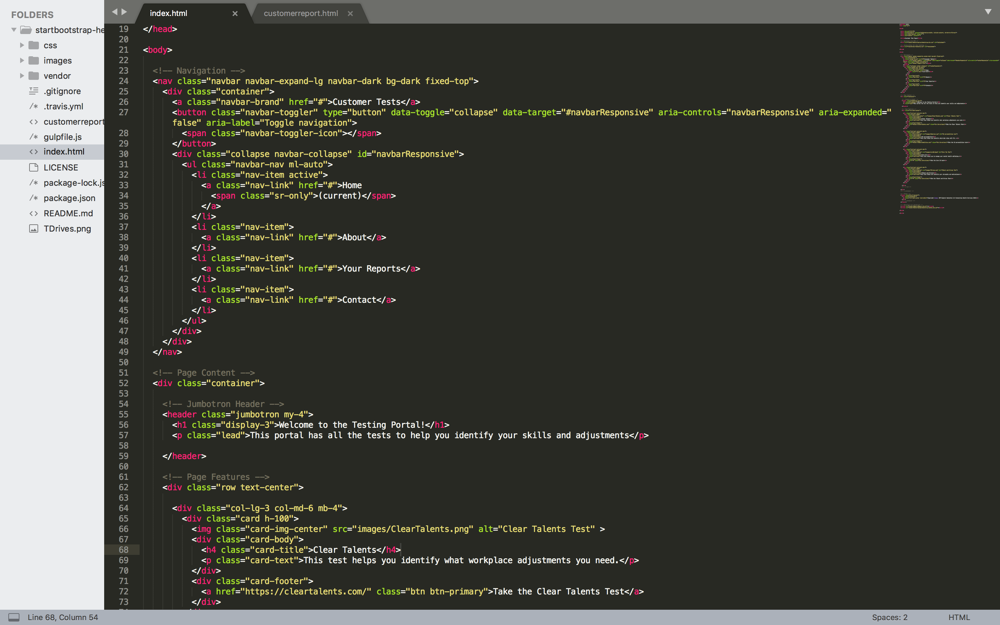 FOLDERS
startbootstrap-he
css
images
vendor
.gitignore
/* .travis.yml
<> customerreport
/* gulpfile.js
<> index.html
LICENSE
/* package-lock.js
/* package.json
<> README.md
TDrives.png
index.html ×
customerreport.html ×
19 </head>
20
21 <body>
22
23 <!-- Navigation -->
24 <nav class="navbar navbar-expand-lg navbar-dark bg-dark fixed-top">
25 <div class="container">
26 <a class="navbar-brand" href="#">Customer Tests</a>
27 <button class="navbar-toggler" type="button" data-toggle="collapse" data-target="#navbarResponsive" aria-controls="navbarResponsive" aria-expanded="
false" aria-label="Toggle navigation">
28 <span class="navbar-toggler-icon"></span>
29 </button>
30 <div class="collapse navbar-collapse" id="navbarResponsive">
31 <ul class="navbar-nav ml-auto">
32 <li class="nav-item active">
33 <a class="nav-link" href="#">Home
34 <span class="sr-only">(current)</span>
35 </a>
36 </li>
37 <li class="nav-item">
38 <a class="nav-link" href="#">About</a>
39 </li>
40 <li class="nav-item">
41 <a class="nav-link" href="#">Your Reports</a>
42 </li>
43 <li class="nav-item">
44 <a class="nav-link" href="#">Contact</a>
45 </li>
46 </ul>
47 </div>
48 </div>
49 </nav>
50
51 <!-- Page Content -->
52 <div class="container">
53
54 <!-- Jumbotron Header -->
55 <header class="jumbotron my-4">
56 <h1 class="display-3">Welcome to the Testing Portal!</h1>
57 <p class="lead">This portal has all the tests to help you identify your skills and adjustments</p>
58
59 </header>
60
61 <!-- Page Features -->
62 <div class="row text-center">
63
64 <div class="col-lg-3 col-md-6 mb-4">
65 <div class="card h-100">
66 <img class="card-img-center" src="images/ClearTalents.png" alt="Clear Talents Test" >
67 <div class="card-body">
68 <h4 class="card-title">Clear Talents</h4>
69 <p class="card-text">This test helps you identify what workplace adjustments you need.</p>
70 </div>
71 <div class="card-footer">
72 <a href="https://cleartalents.com/" class="btn btn-primary">Take the Clear Talents Test</a>
73 </div>
Line 68, Column 54
Spaces: 2
HTML